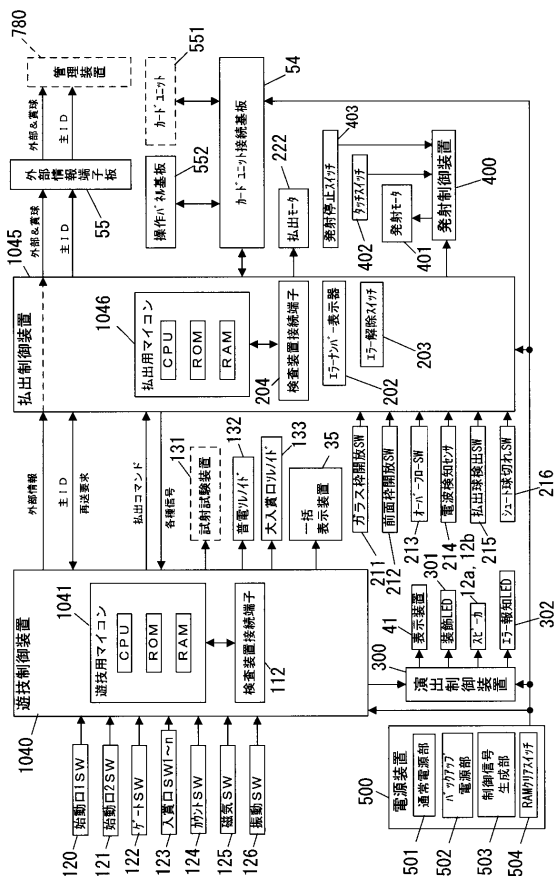 780
管理装置
外部&賞球
主ID
外部情報端子板
55
外部&賞球
主ID
551
カードユニット
552
操作パネル基板
54
カードユニット接続基板
222
払出モータ
403
発射停止スイッチ
タッチスイッチ
402
発射モータ
401
発射制御装置
400
1045
払出制御装置
1046
払出用マイコン
CPU
ROM
RAM
検査装置接続端子
204
エラーナンバー表示器
202
エラー解除スイッチ
203
外部情報
主ID
再送要求
払出コマンド
各種信号
131
試射試験装置
132
普電ソレノイド
133
大入賞口ソレノイド
35
一括表示装置
ガラス枠開放SW
211
前面枠開放SW
212
オーバーフローSW
213
電波検知センサ
214
払出球検出SW
215
シュート球切れSW
216
1040
遊技制御装置
1041
遊技用マイコン
CPU
ROM
RAM
検査装置接続端子
112
始動口1SW
120
始動口2SW
121
ゲートSW
122
入賞口SW1~n
123
カウントSW
124
磁気SW
125
振動SW
126
300
演出制御装置
41
表示装置
301
装飾LED
12a, 12b
スピーカ
エラー報知LED
302
500
電源装置
通常電源部
501
バックアップ電源部
502
制御信号生成部
503
RAMクリアスイッチ
504